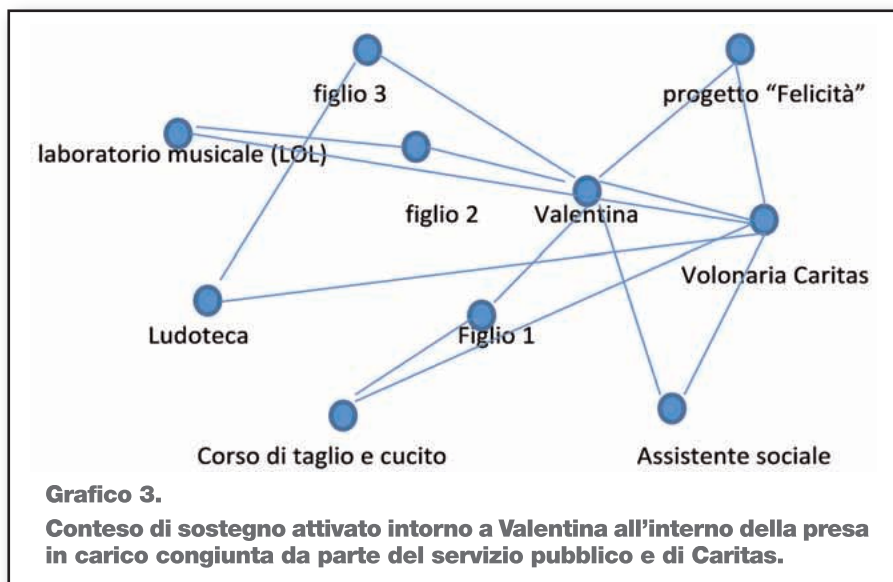 figlio 3
progetto “Felicità”
laboratorio musicale (LOL)
figlio 2
Valentina
Volonaria Caritas
Ludoteca
Figlio 1
Corso di taglio e cucito
Assistente sociale
Grafico 3.
Conteso di sostegno attivato intorno a Valentina all’interno della presa
in carico congiunta da parte del servizio pubblico e di Caritas.